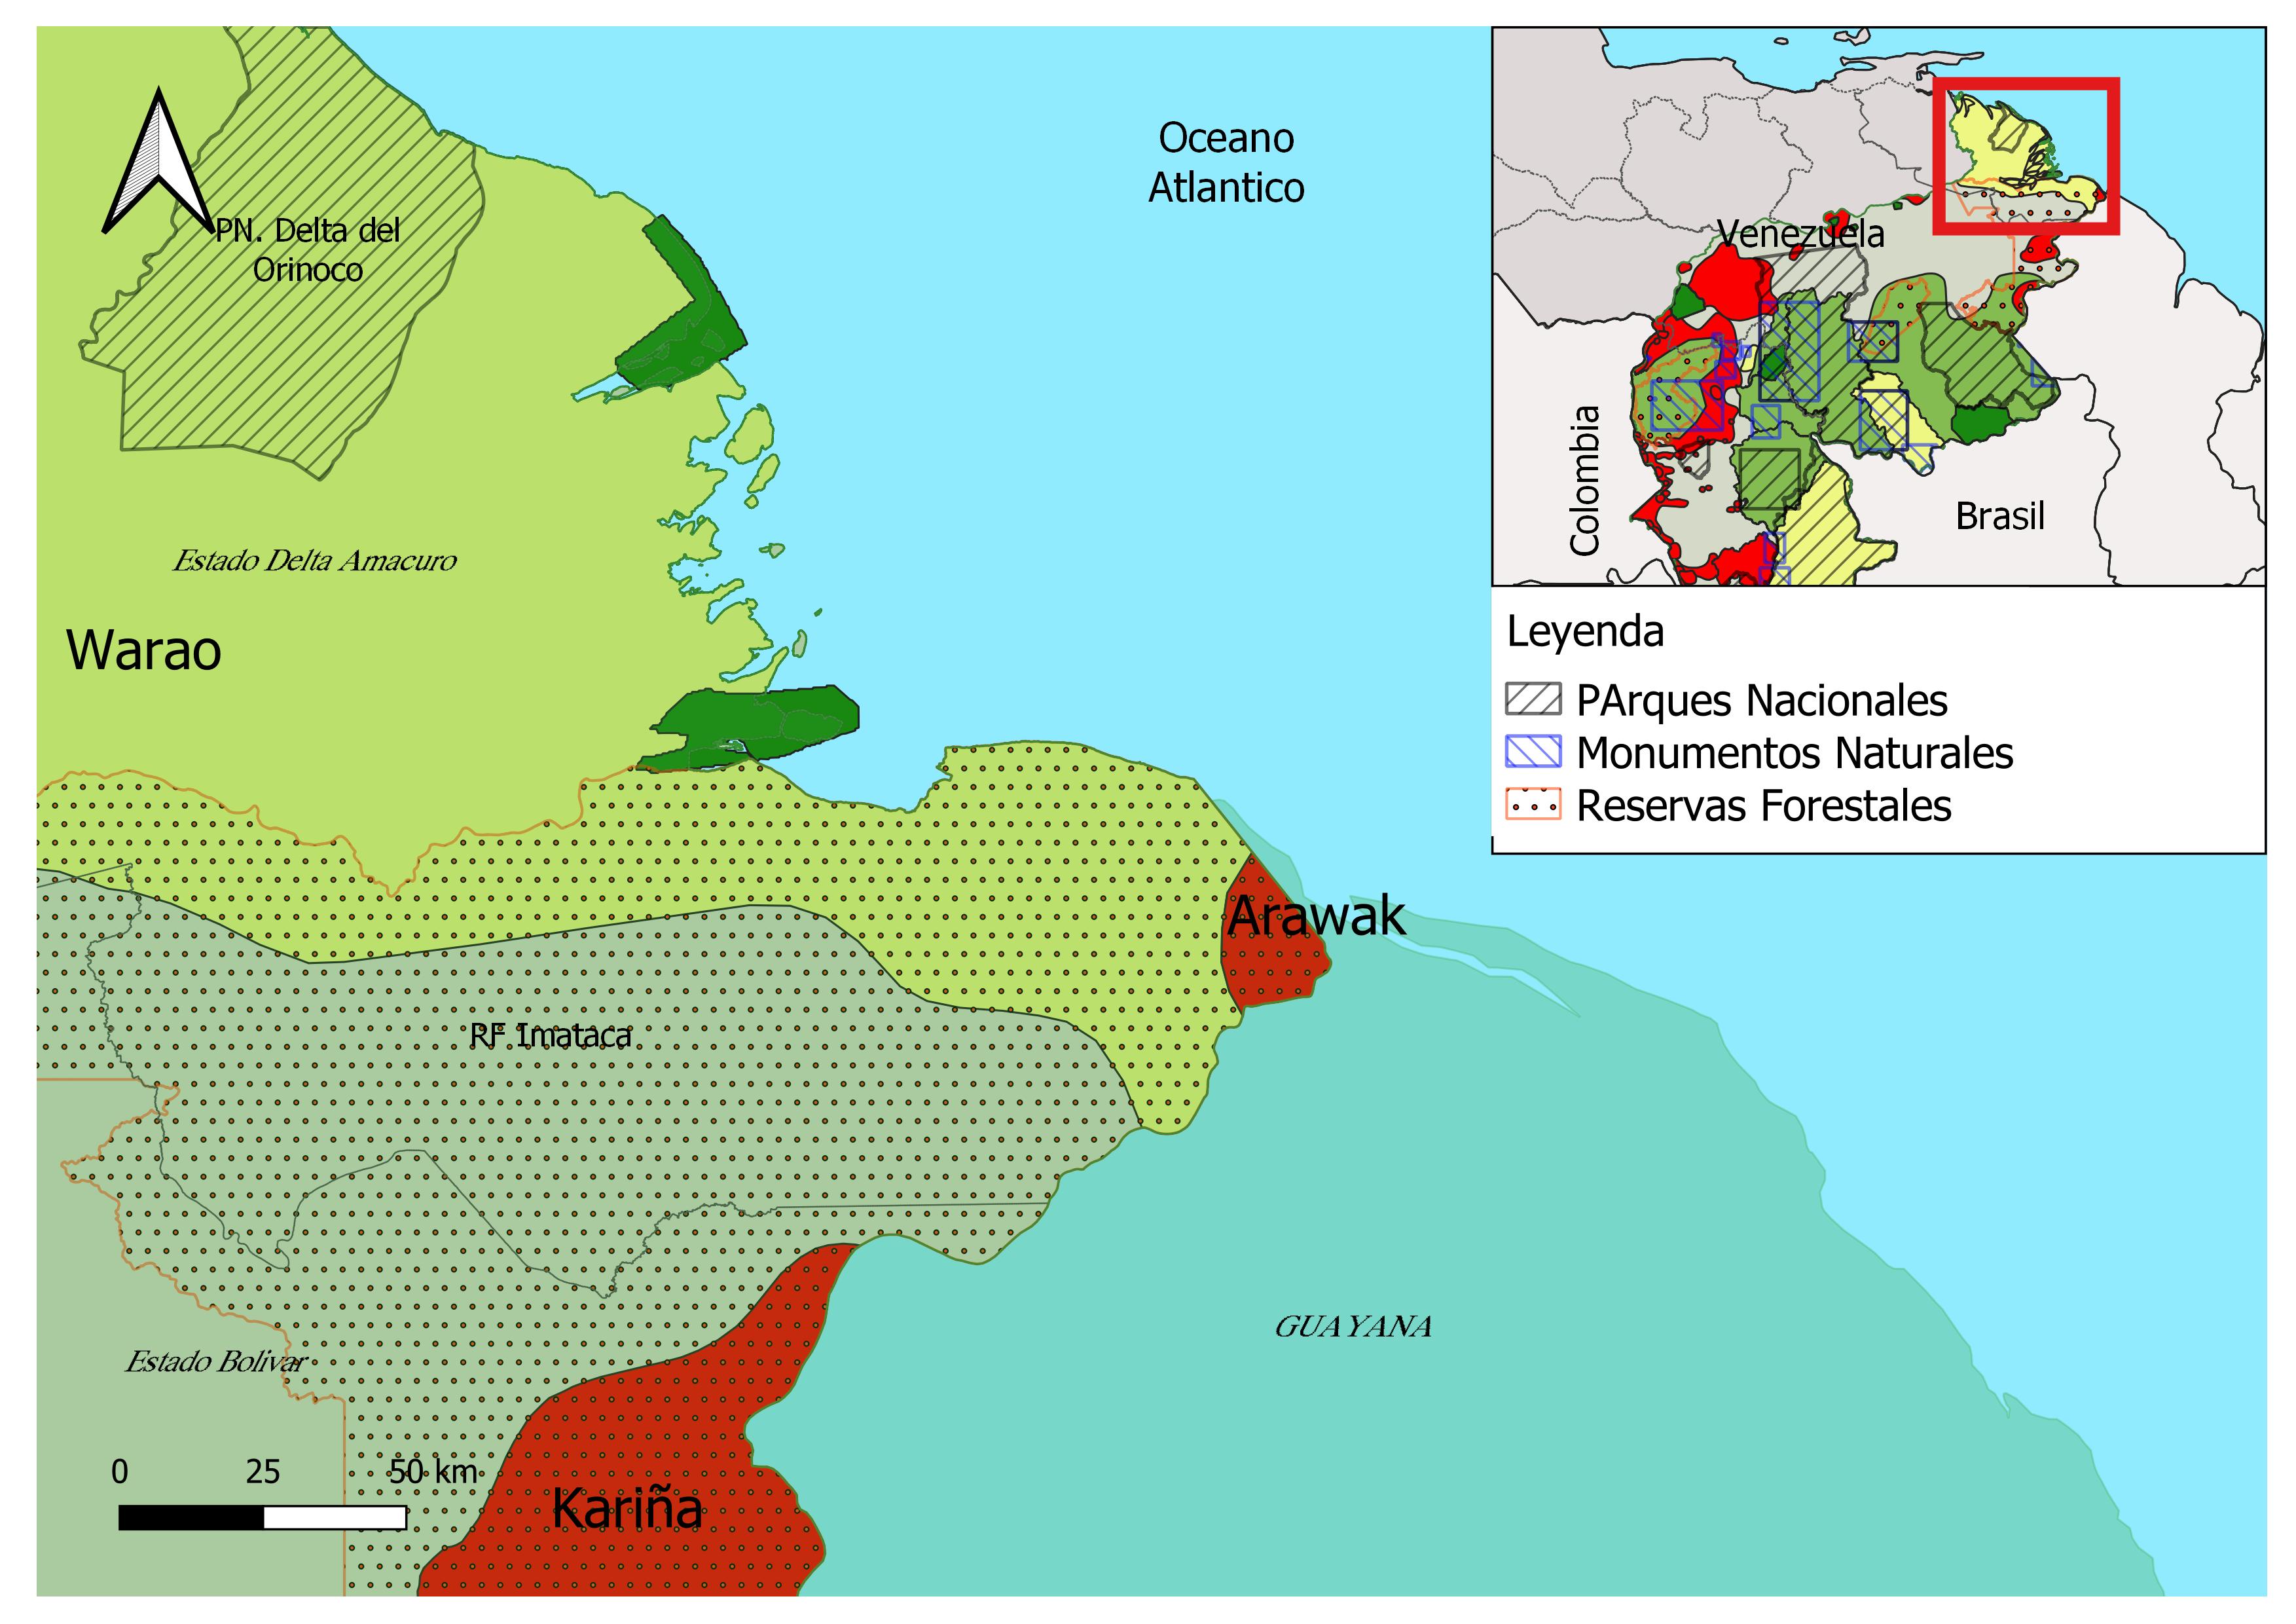 Oceano
Atlantico
PN. Delta del
Orinoco
Estado Delta Amacuro
Warao
Arawak
RF Imataca
GUAYANA
Estado Bolivar
0 25 50 km
Kariña
Venezuela
Colombia
Brasil
Leyenda
PArques Nacionales
Monumentos Naturales
Reservas Forestales